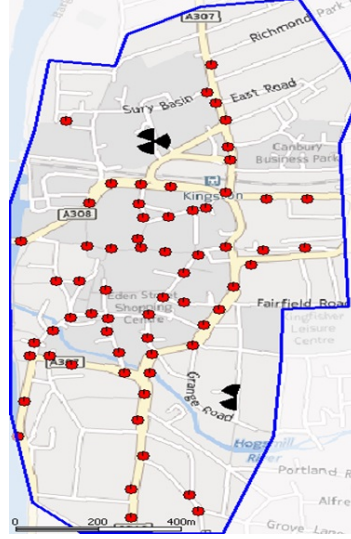 A307
Richmond Park
Sury Basin
East Road
Canbury
Business Park
Kingston
A308
Eden Street
Shopping
Centre
Fairfield Road
Kingfisher
Leisure
Centre
A307
Grange Road
Hogsmill
River
Portland R
Alfre
Grove Lane
0 200 400m